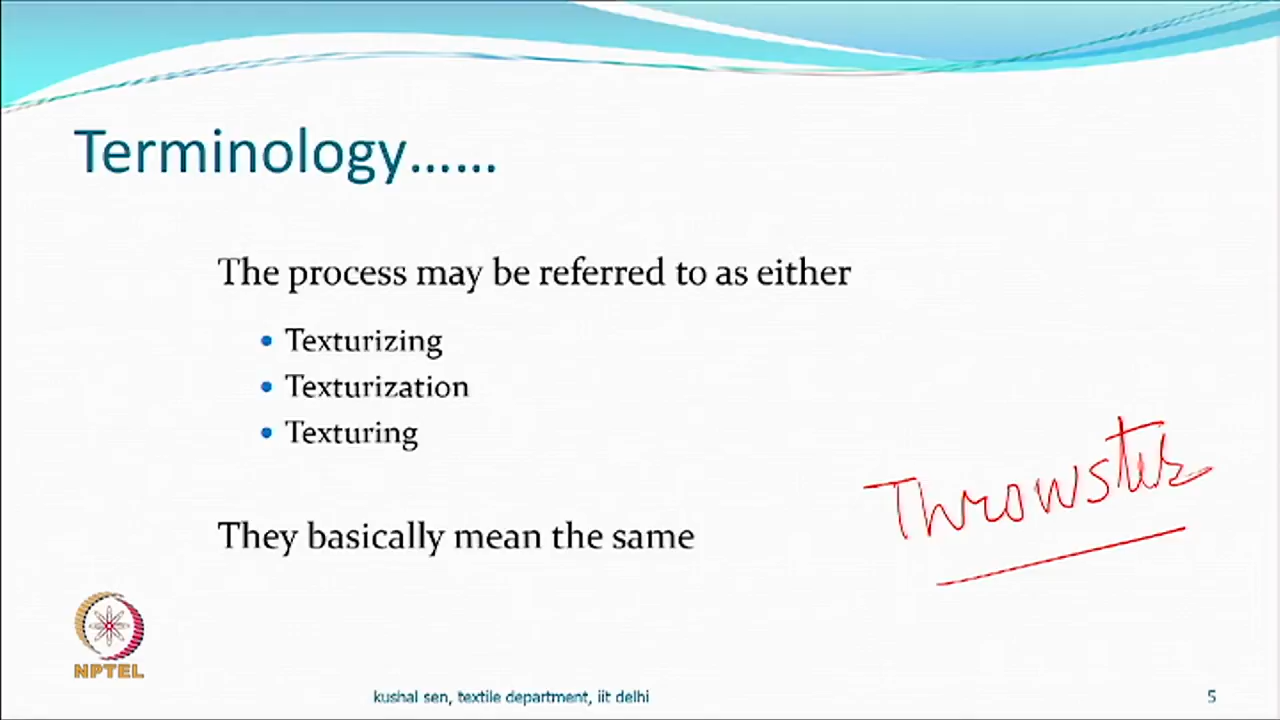 Terminology......
The process may be referred to as either
• Texturizing
• Texturization
• Texturing
Throwster
They basically mean the same
NPTEL
kushal sen, textile department, iit delhi
5